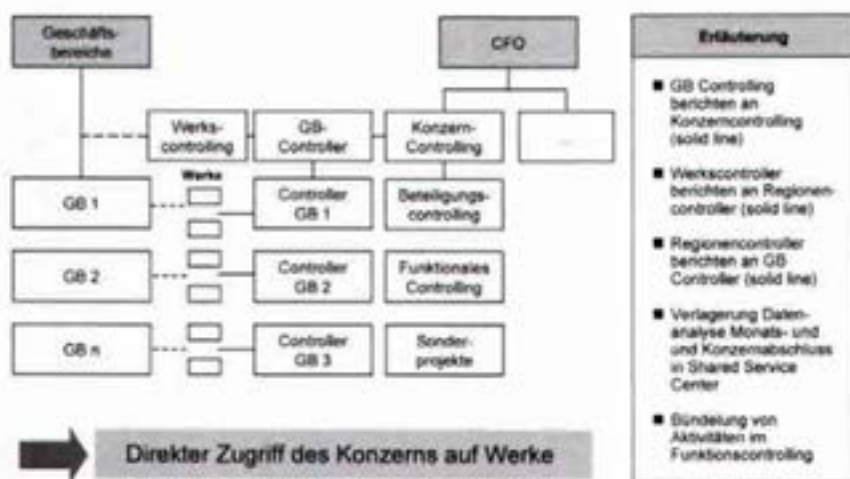 Geschäfts-
bereiche
CFO
Werks-
controlling
GB-
Controller
Konzern-
Controlling
...
Werke
GB 1
Controller
GB 1
Beteiligungs-
controlling
GB 2
Controller
GB 2
Funktionales
Controlling
GB n
Controller
GB 3
Sonder-
projekte
Direkter Zugriff des Konzerns auf Werke
Erläuterung
■ GB Controlling
berichten an
Konzerncontrolling
(solid line)
■ Werkscontroller
berichten an Regionen-
controller (solid line)
■ Regionencontroller
berichten an GB
Controller (solid line)
■ Verlagerung Daten-
analyse Monats- und
und Konzernabschluss
in Shared Service
Center
■ Bündelung von
Aktivitäten im
Funktionscontrolling